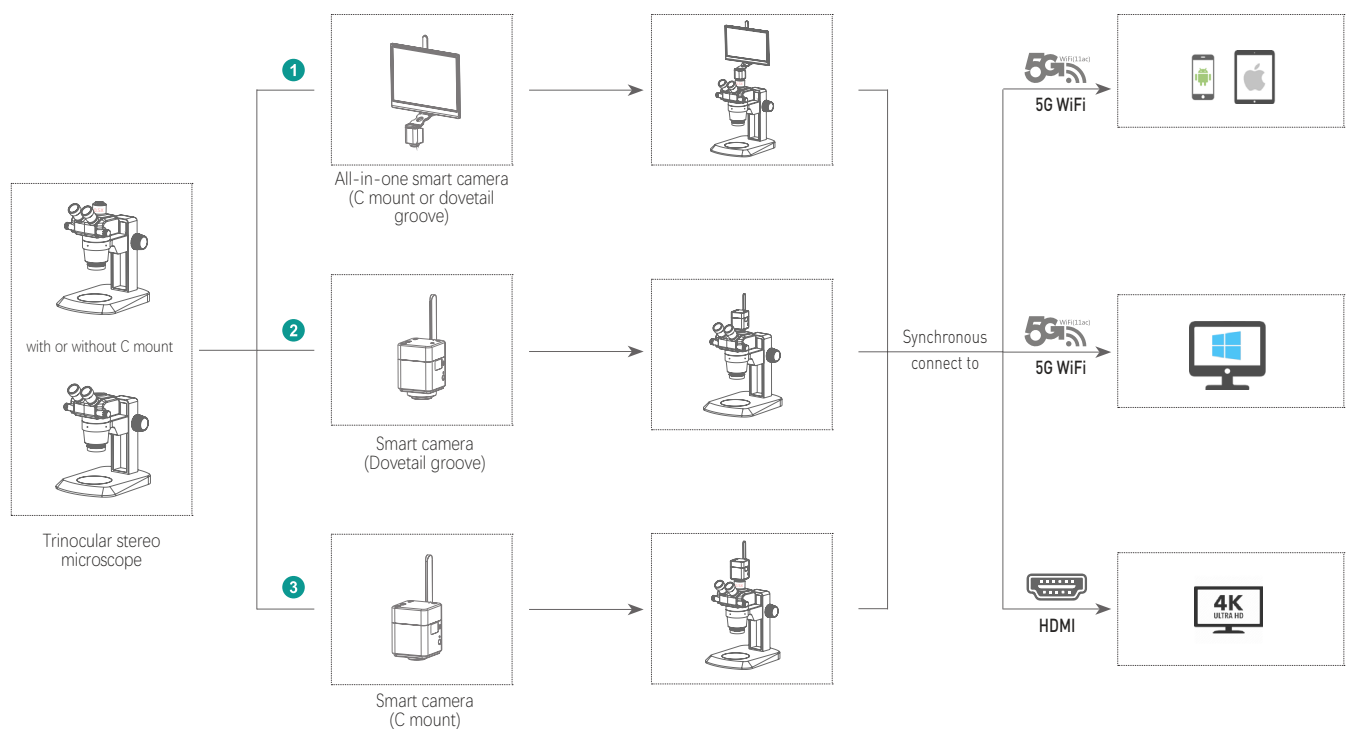 1
5G WiFi(11ac)
5G WiFi
All-in-one smart camera
(C mount or dovetail
groove)
with or without C mount
2
Synchronous
connect to
5G WiFi(11ac)
5G WiFi
Smart camera
(Dovetail groove)
Trinocular stereo
microscope
3
HDMI
4K
ULTRA HD
Smart camera
(C mount)